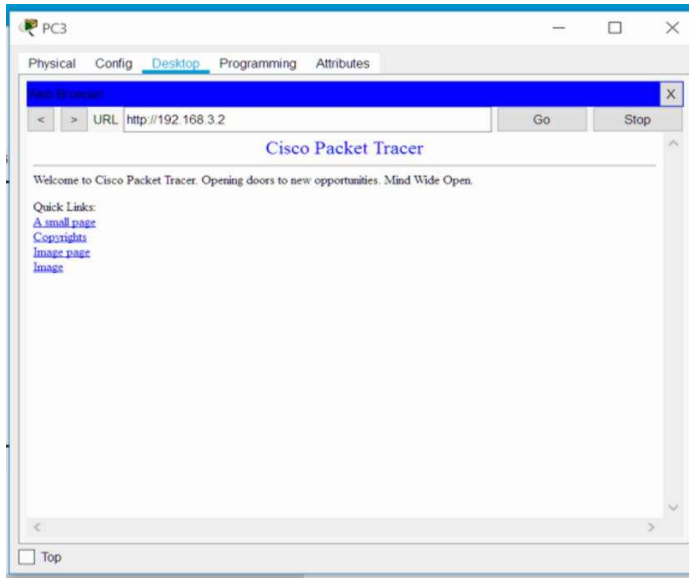 PC3
Physical Config Desktop Programming Attributes
Web Browser
X
< > URL http://192.168.3.2 Go Stop
Cisco Packet Tracer
Welcome to Cisco Packet Tracer. Opening doors to new opportunities. Mind Wide Open.
Quick Links:
A small page
Copyrights
Image page
Image
Top